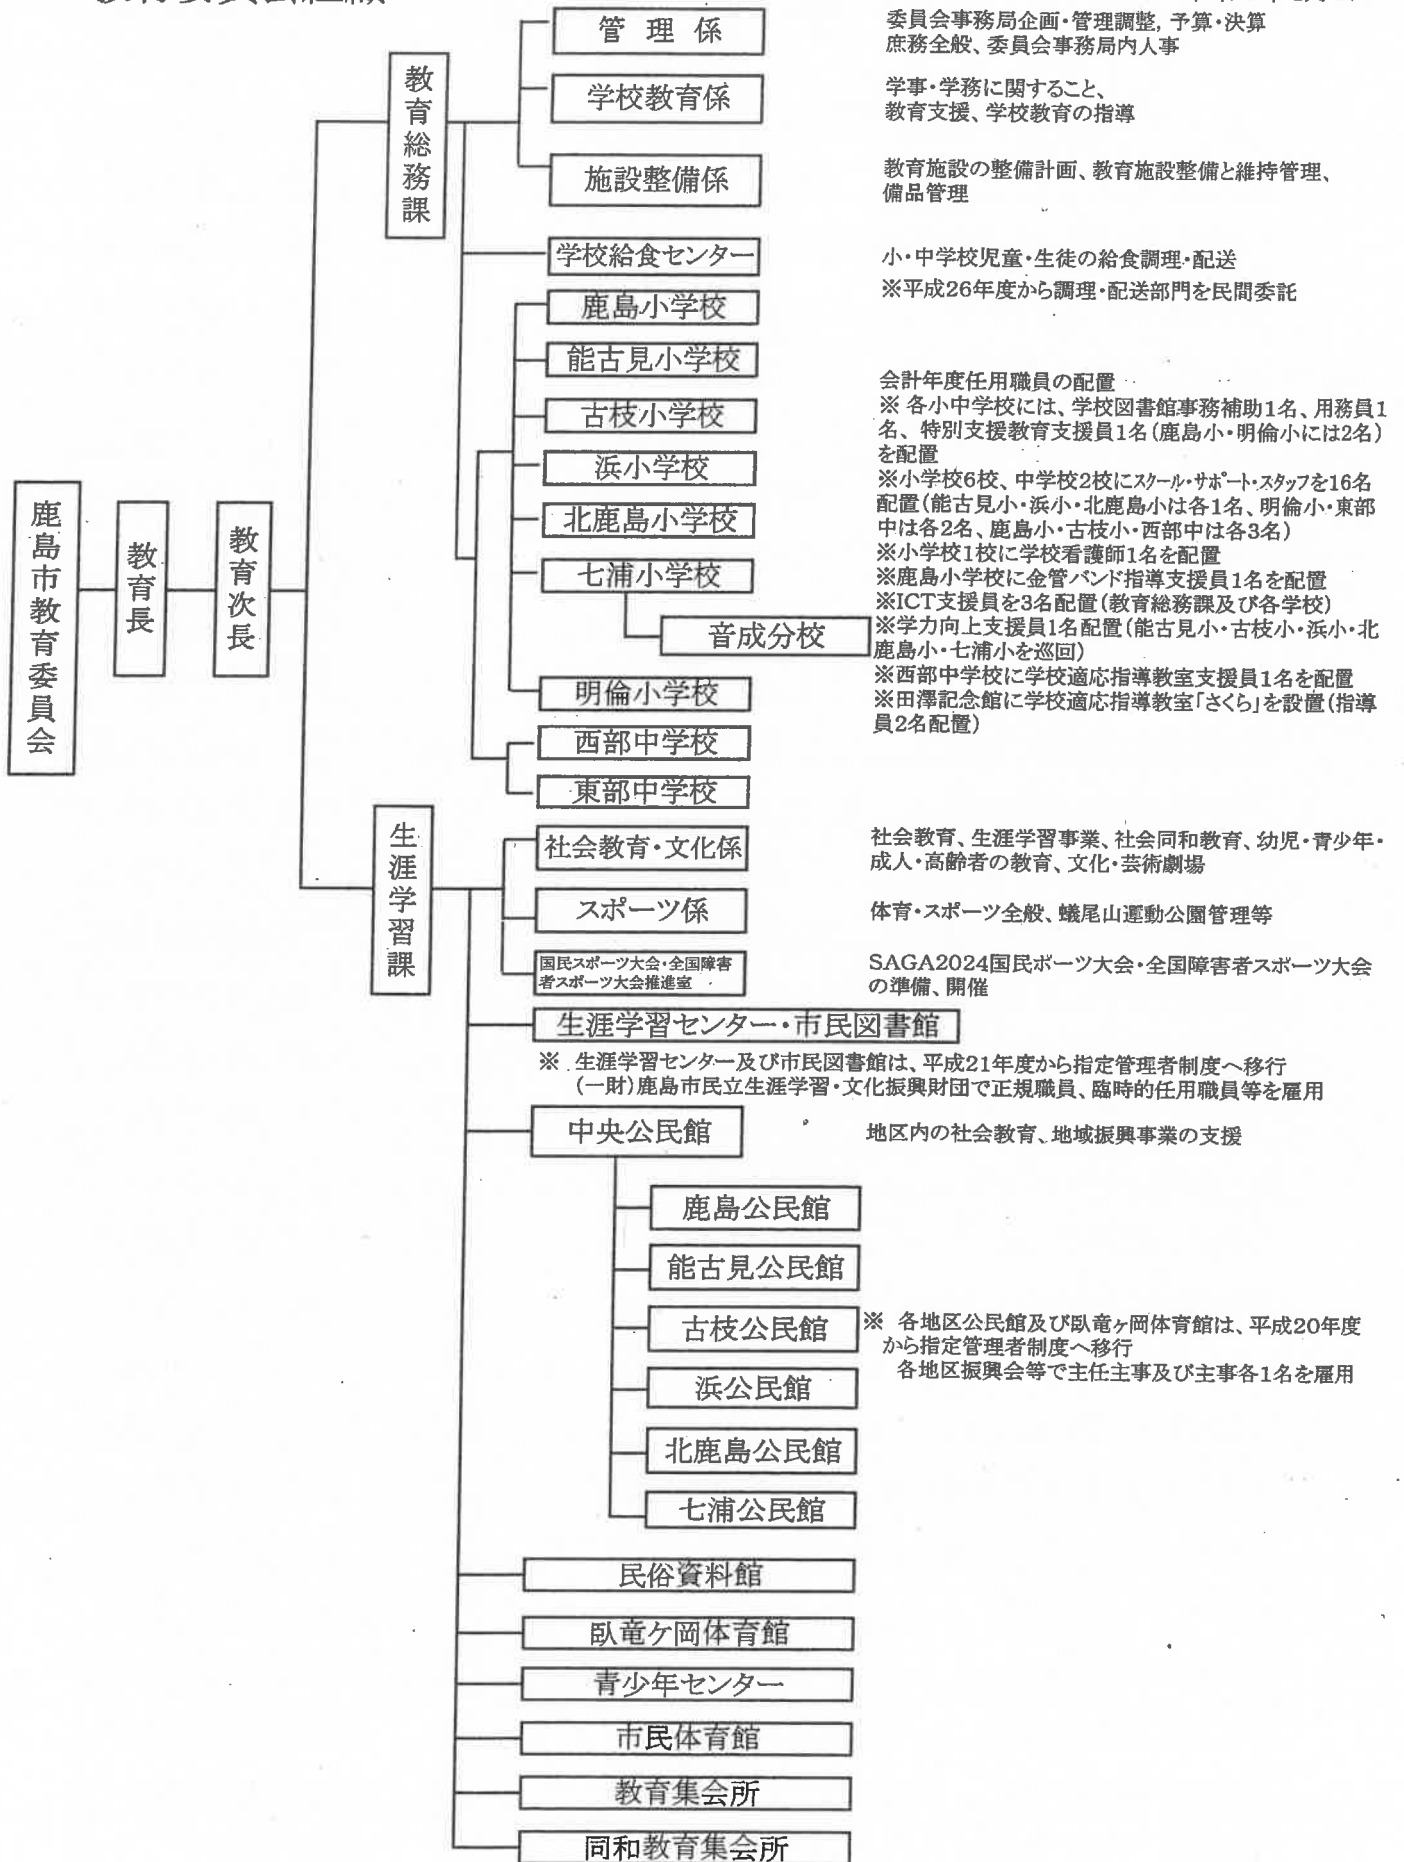 管理係
委員会事務局企画・管理調整, 予算・決算
庶務全般、委員会事務局内人事
教育総務課
学校教育係
学事・学務に関すること、
教育支援、学校教育の指導
施設整備係
教育施設の整備計画、教育施設整備と維持管理、
備品管理
学校給食センター
小・中学校児童・生徒の給食調理・配送
※平成26年度から調理・配送部門を民間委託
鹿島小学校
能古見小学校
古枝小学校
浜小学校
北鹿島小学校
七浦小学校
音成分校
明倫小学校
西部中学校
東部中学校
会計年度任用職員の配置
※ 各小中学校には、学校図書館事務補助1名、用務員1
名、特別支援教育支援員1名(鹿島小・明倫小には2名)
を配置
※小学校6校、中学校2校にスクール・サポート・スタッフを16名
配置(能古見小・浜小・北鹿島小は各1名、明倫小・東部
中は各2名、鹿島小・古枝小・西部中は各3名)
※小学校1校に学校看護師1名を配置
※鹿島小学校に金管バンド指導支援員1名を配置
※ICT支援員を3名配置(教育総務課及び各学校)
※学力向上支援員1名配置(能古見小・古枝小・浜小・北
鹿島小・七浦小を巡回)
※西部中学校に学校適応指導教室支援員1名を配置
※田澤記念館に学校適応指導教室「さくら」を設置(指導
員2名配置)
鹿島市教育委員会
教育長
教育次長
生涯学習課
社会教育・文化係
社会教育、生涯学習事業、社会同和教育、幼児・青少年・
成人・高齢者の教育、文化・芸術劇場
スポーツ係
体育・スポーツ全般、蟻尾山運動公園管理等
国民スポーツ大会・全国障害
者スポーツ大会推進室
SAGA2024国民ポーツ大会・全国障害者スポーツ大会
の準備、開催
生涯学習センター・市民図書館
※ 生涯学習センター及び市民図書館は、平成21年度から指定管理者制度へ移行
(一財)鹿島市民立生涯学習・文化振興財団で正規職員、臨時的任用職員等を雇用
中央公民館
地区内の社会教育、地域振興事業の支援
鹿島公民館
能古見公民館
古枝公民館
浜公民館
北鹿島公民館
七浦公民館
※ 各地区公民館及び臥竜ヶ岡体育館は、平成20年度
から指定管理者制度へ移行
各地区振興会等で主任主事及び主事各1名を雇用
民俗資料館
臥竜ケ岡体育館
青少年センター
市民体育館
教育集会所
同和教育集会所